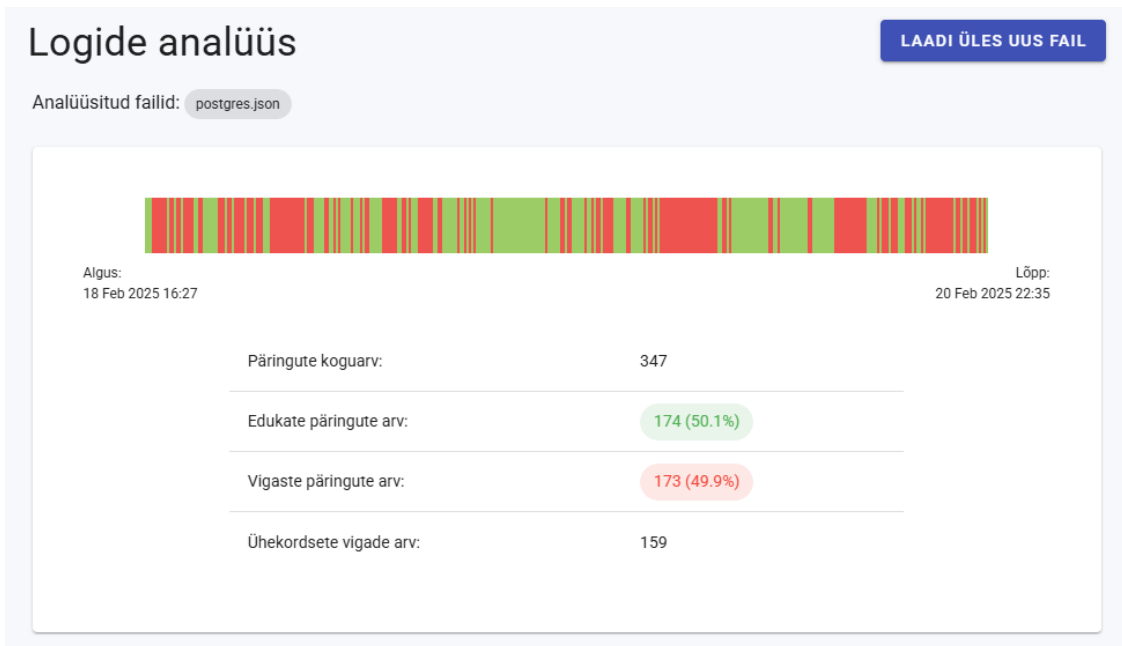 Logide analüüs
LAADI ÜLES UUS FAIL
Analüüsitud failid: postgres.json
Algus:
18 Feb 2025 16:27
Lõpp:
20 Feb 2025 22:35
Päringute koguarv: 347
Edukate päringute arv: 174 (50.1%)
Vigaste päringute arv: 173 (49.9%)
Ühekordsete vigade arv: 159